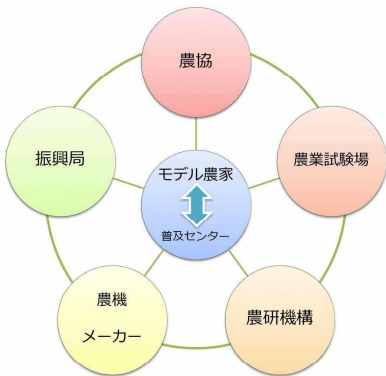 農協
振興局
モデル農家
普及センター
農業試験場
農機
メーカー
農研機構